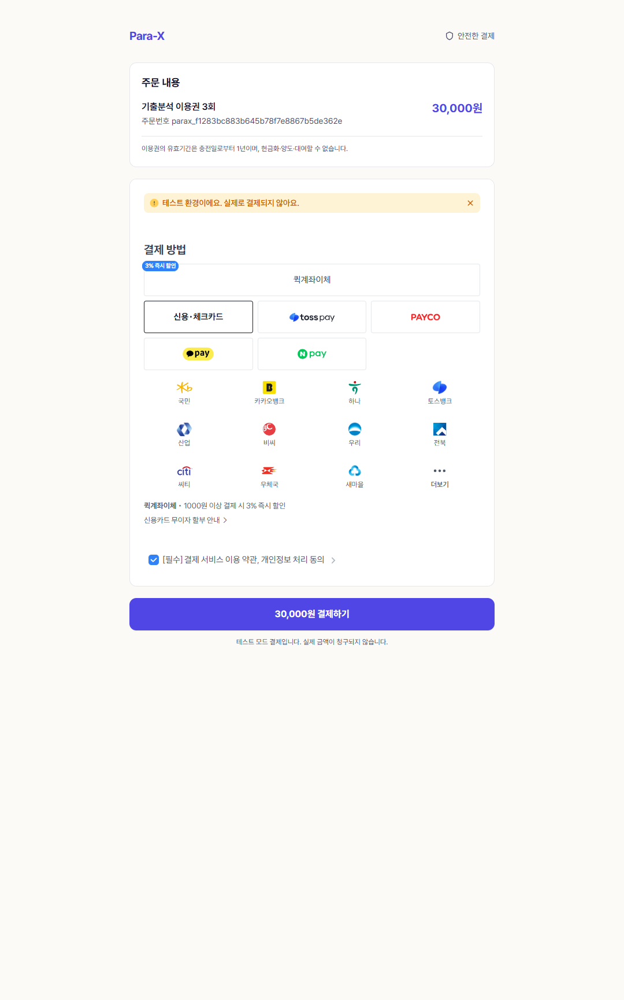 Para-X
안전한 결제
주문 내용
기출분석 이용권 3회
30,000원
주문번호 parax_f1283bc883b645b78f7e8867b5de362e
이용권의 유효기간은 충전일로부터 1년이며, 현금화·양도·대여할 수 없습니다.
테스트 환경이에요. 실제로 결제되지 않아요.
결제 방법
3% 즉시 할인
퀵계좌이체
신용·체크카드
toss pay
PAYCO
pay
N pay
국민
카카오뱅크
하나
토스뱅크
산업
비씨
우리
전북
citi
씨티
우체국
새마을
더보기
퀵계좌이체 · 1000원 이상 결제 시 3% 즉시 할인
신용카드 무이자 할부 안내
[필수] 결제 서비스 이용 약관, 개인정보 처리 동의
30,000원 결제하기
테스트 모드 결제입니다. 실제 금액이 청구되지 않습니다.